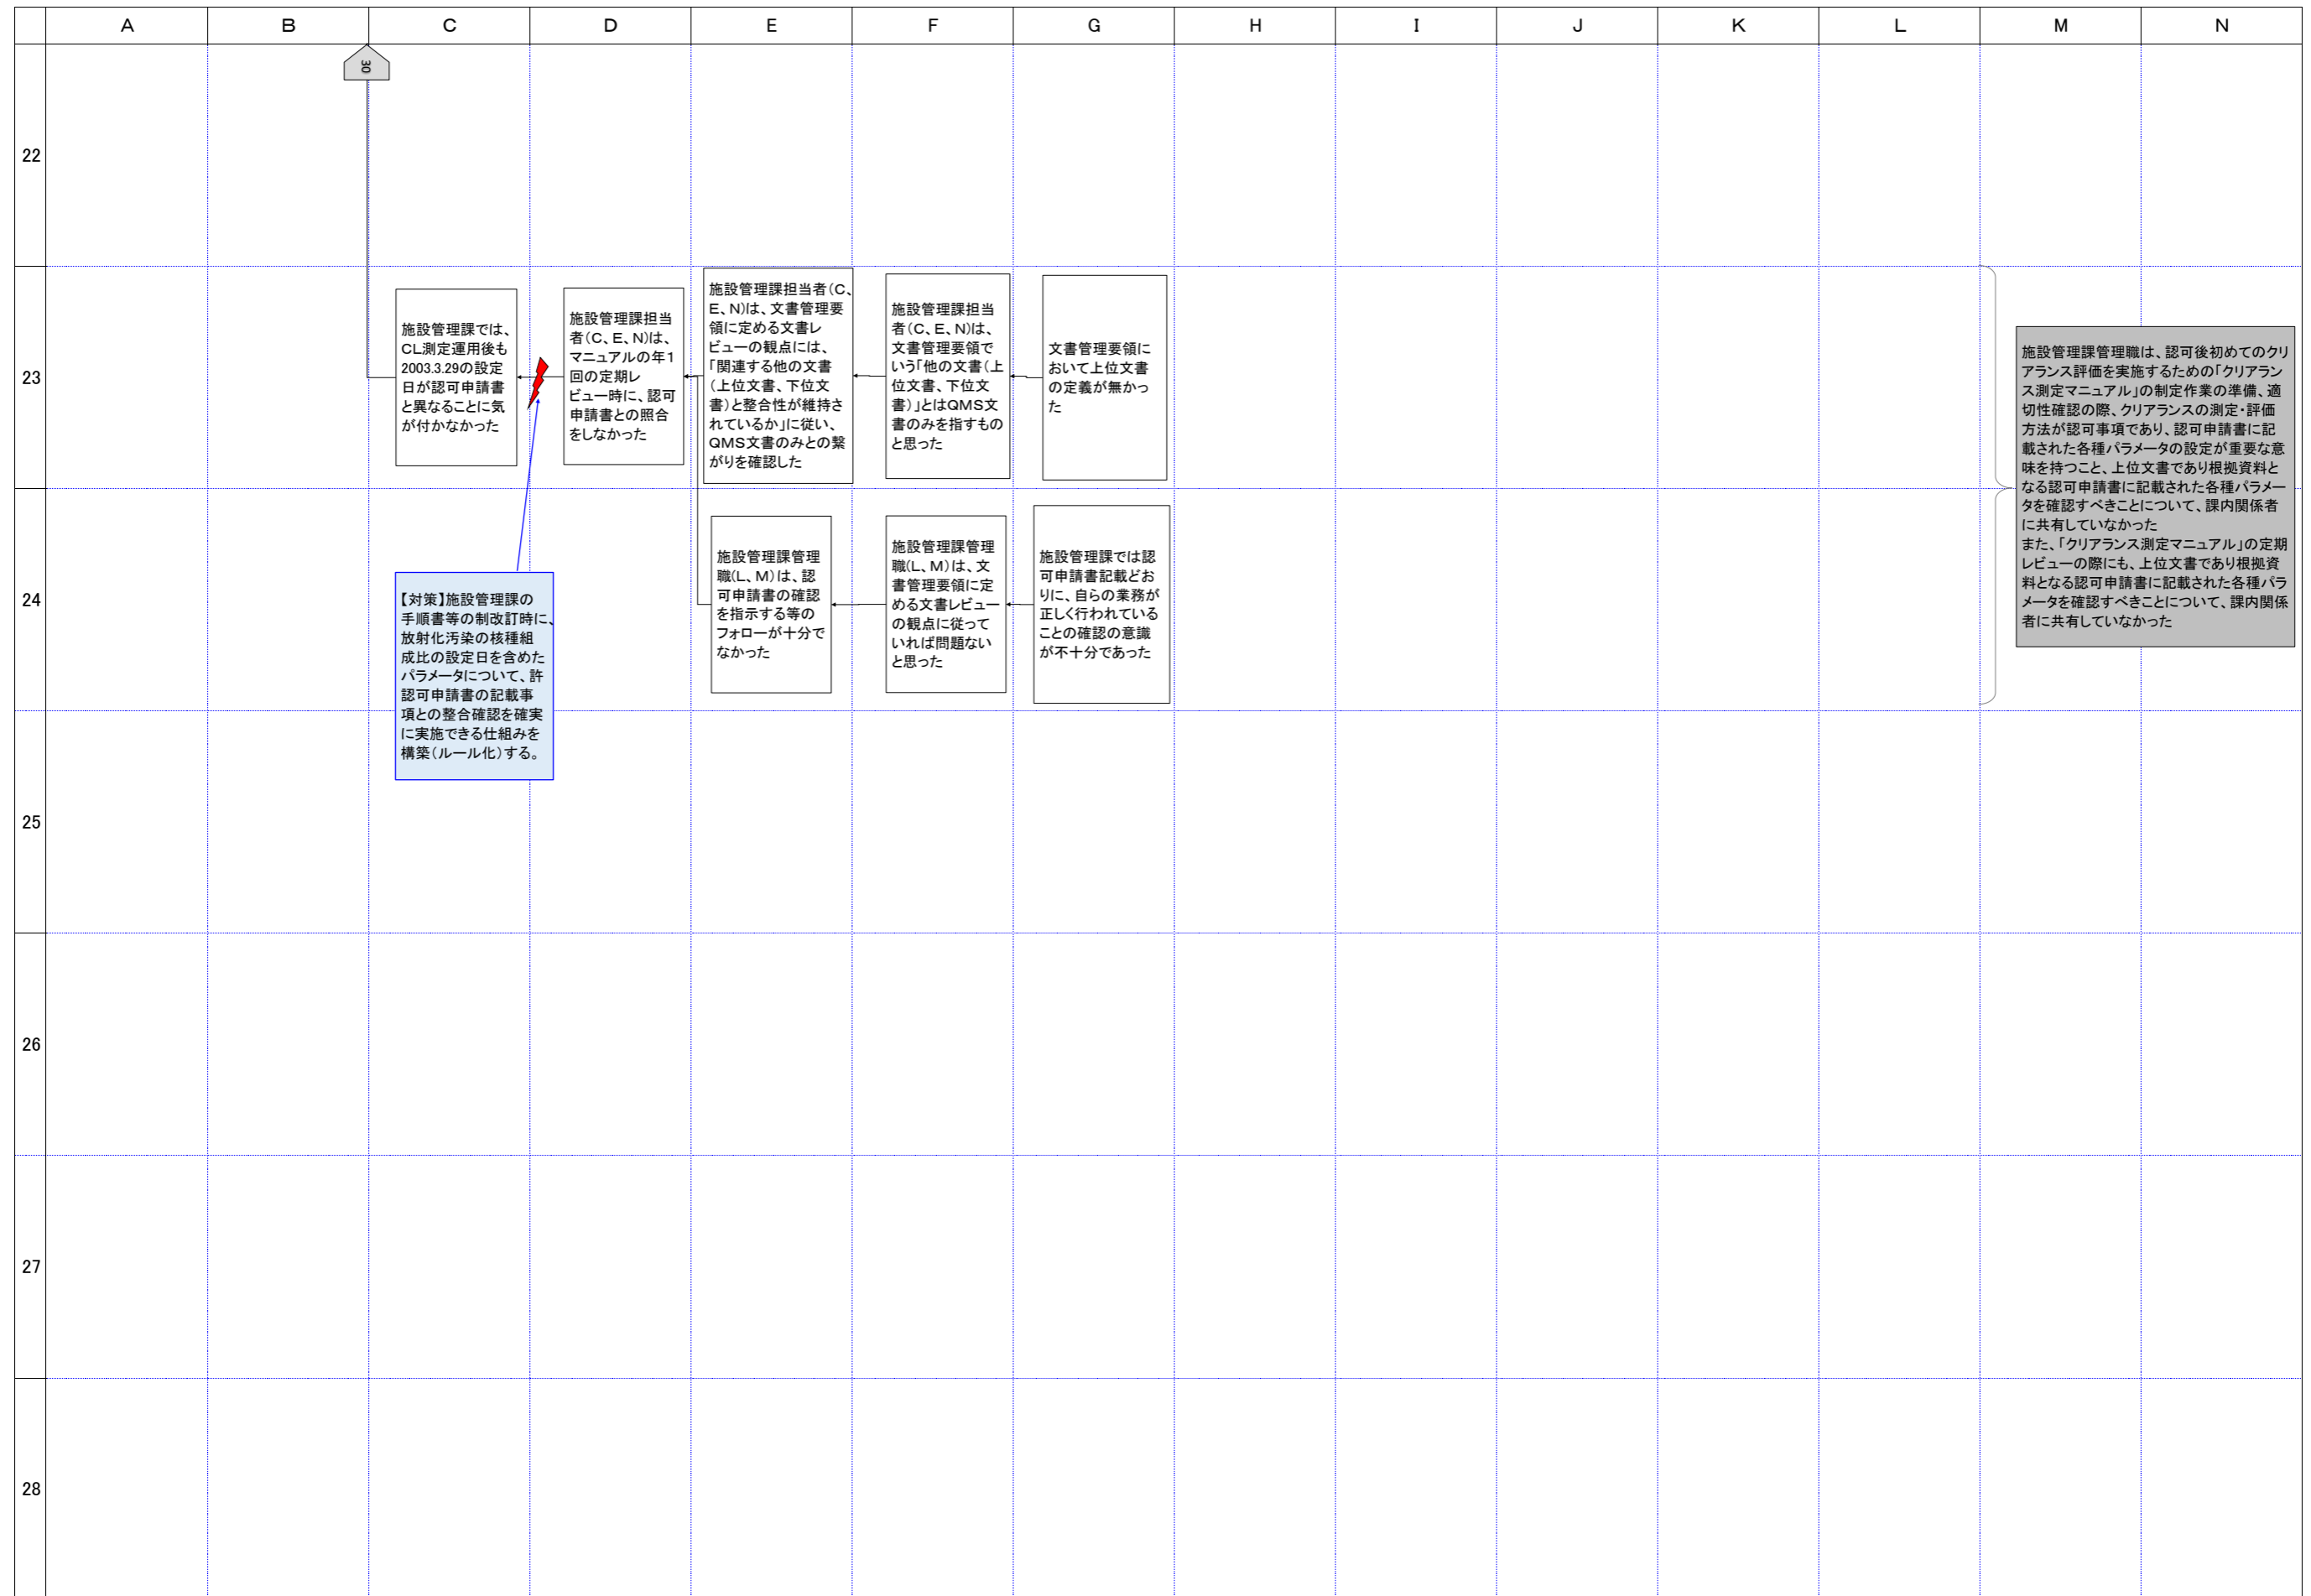 A
B
C
D
E
F
G
H
I
J
K
L
M
N
30
22
23
施設管理課では、
CL測定運用後も
2003.3.29の設定
日が認可申請書
と異なることに気
が付かなかった
施設管理課担当
者(C、E、N)は、
マニュアルの年1
回の定期レ
ビュー時に、認可
申請書との照合
をしなかった
施設管理課担当者(C、
E、N)は、文書管理要
領に定める文書レ
ビューの観点には、
「関連する他の文書
(上位文書、下位文
書)と整合性が維持さ
れているか」に従い、
QMS文書のみとの繋
がりを確認した
施設管理課担当
者(C、E、N)は、
文書管理要領で
いう「他の文書(上
位文書、下位文
書)」とはQMS文
書のみを指すもの
と思った
文書管理要領に
おいて上位文書
の定義が無かっ
た
施設管理課管理職は、認可後初めてのクリ
アランス評価を実施するための「クリアラン
ス測定マニュアル」の制定作業の準備、適
切性確認の際、クリアランスの測定・評価
方法が認可事項であり、認可申請書に記
載された各種パラメータの設定が重要な意
味を持つこと、上位文書であり根拠資料と
なる認可申請書に記載された各種パラメー
タを確認すべきことについて、課内関係者
に共有していなかった
また、「クリアランス測定マニュアル」の定期
レビューの際にも、上位文書であり根拠資
料となる認可申請書に記載された各種パラ
メータを確認すべきことについて、課内関係
者に共有していなかった
24
【対策】施設管理課の
手順書等の制改訂時に、
放射化汚染の核種組
成比の設定日を含めた
パラメータについて、許
認可申請書の記載事
項との整合確認を確実
に実施できる仕組みを
構築(ルール化)する。
施設管理課管理
職(L、M)は、認
可申請書の確認
を指示する等の
フォローが十分で
なかった
施設管理課管理
職(L、M)は、文
書管理要領に定
める文書レビュー
の観点に従って
いれば問題ない
と思った
施設管理課では認
可申請書記載どお
りに、自らの業務が
正しく行われている
ことの確認の意識
が不十分であった
25
26
27
28